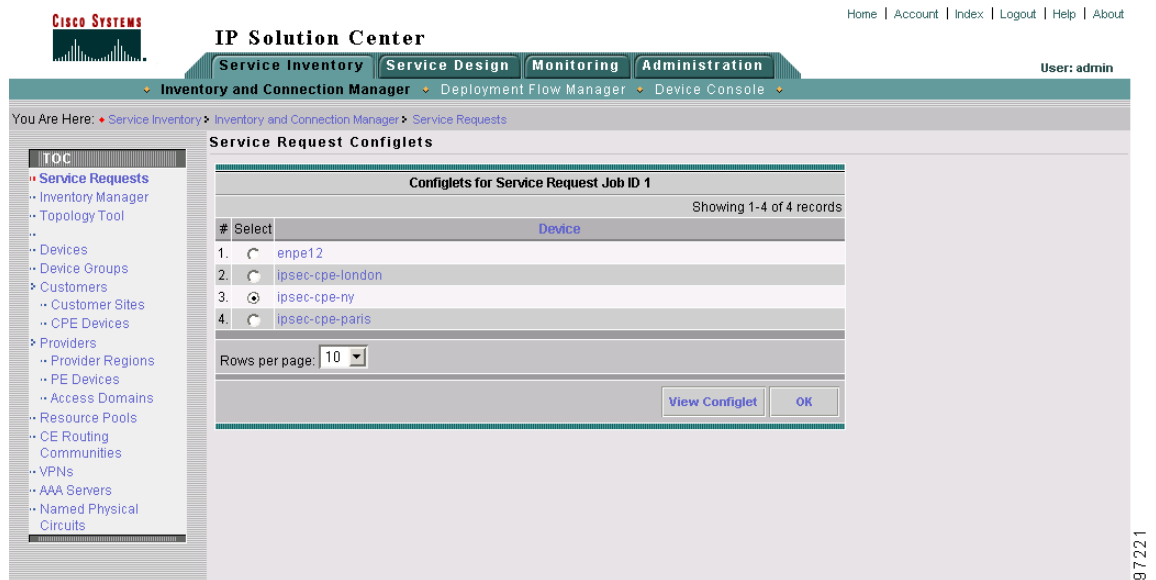 Home | Account | Index | Logout | Help | About
CISCO SYSTEMS
IP Solution Center
Service Inventory Service Design Monitoring Administration
User: admin
Inventory and Connection Manager Deployment Flow Manager Device Console
You Are Here: Service Inventory Inventory and Connection Manager Service Requests
Service Request Configlets
TOC
Service Requests
Inventory Manager
Topology Tool
Devices
Device Groups
Customers
Customer Sites
CPE Devices
Providers
Provider Regions
PE Devices
Access Domains
Resource Pools
CE Routing
Communities
VPNs
AAA Servers
Named Physical
Circuits
Configlets for Service Request Job ID 1
Showing 1-4 of 4 records
# Select Device
1. enpe12
2. ipsec-cpe-london
3. ipsec-cpe-ny
4. ipsec-cpe-paris
Rows per page: 10
View Configlet OK
97221